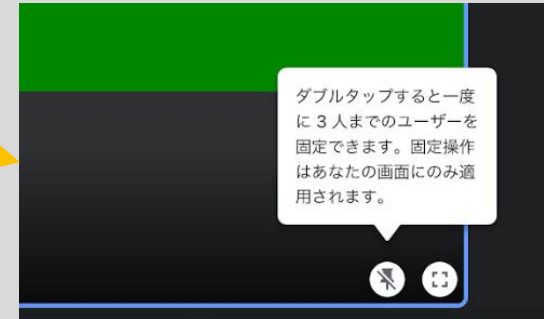 ダブルタップすると一度
に 3 人までのユーザーを
固定できます。固定操作
はあなたの画面にのみ適
用されます。